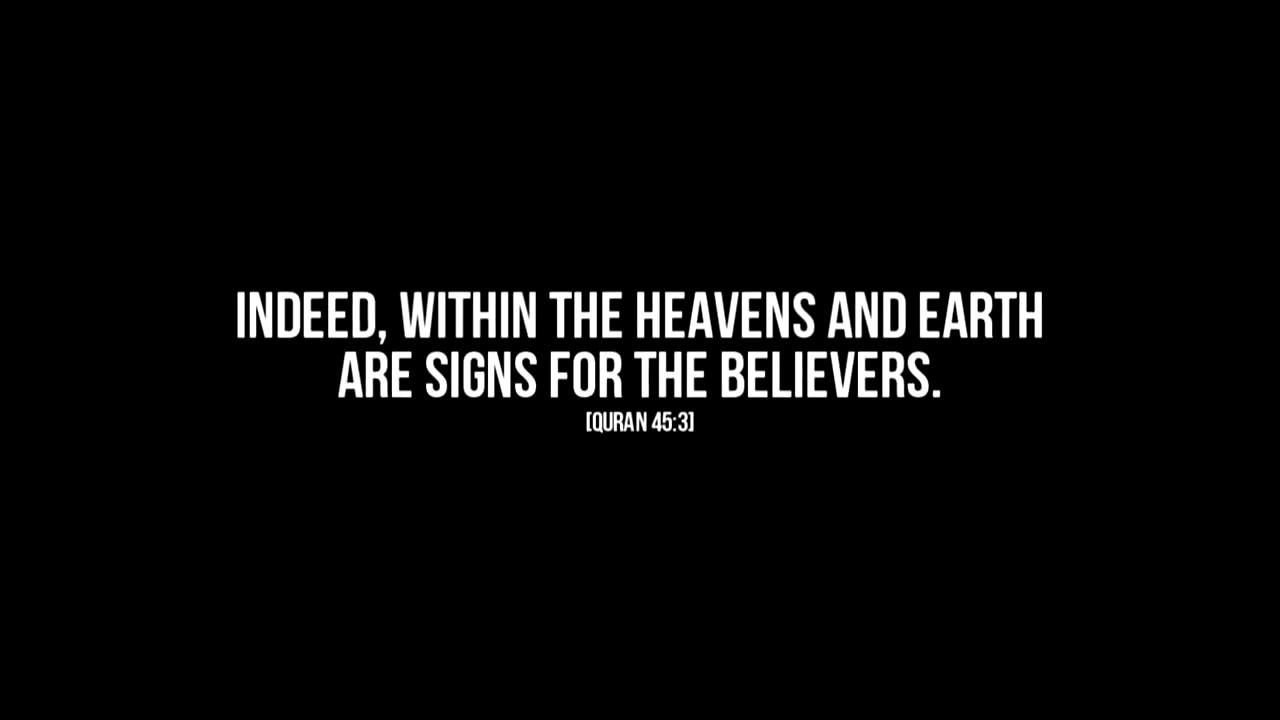 INDEED, WITHIN THE HEAVENS AND EARTH
ARE SIGNS FOR THE BELIEVERS.
[QURAN 45:3]